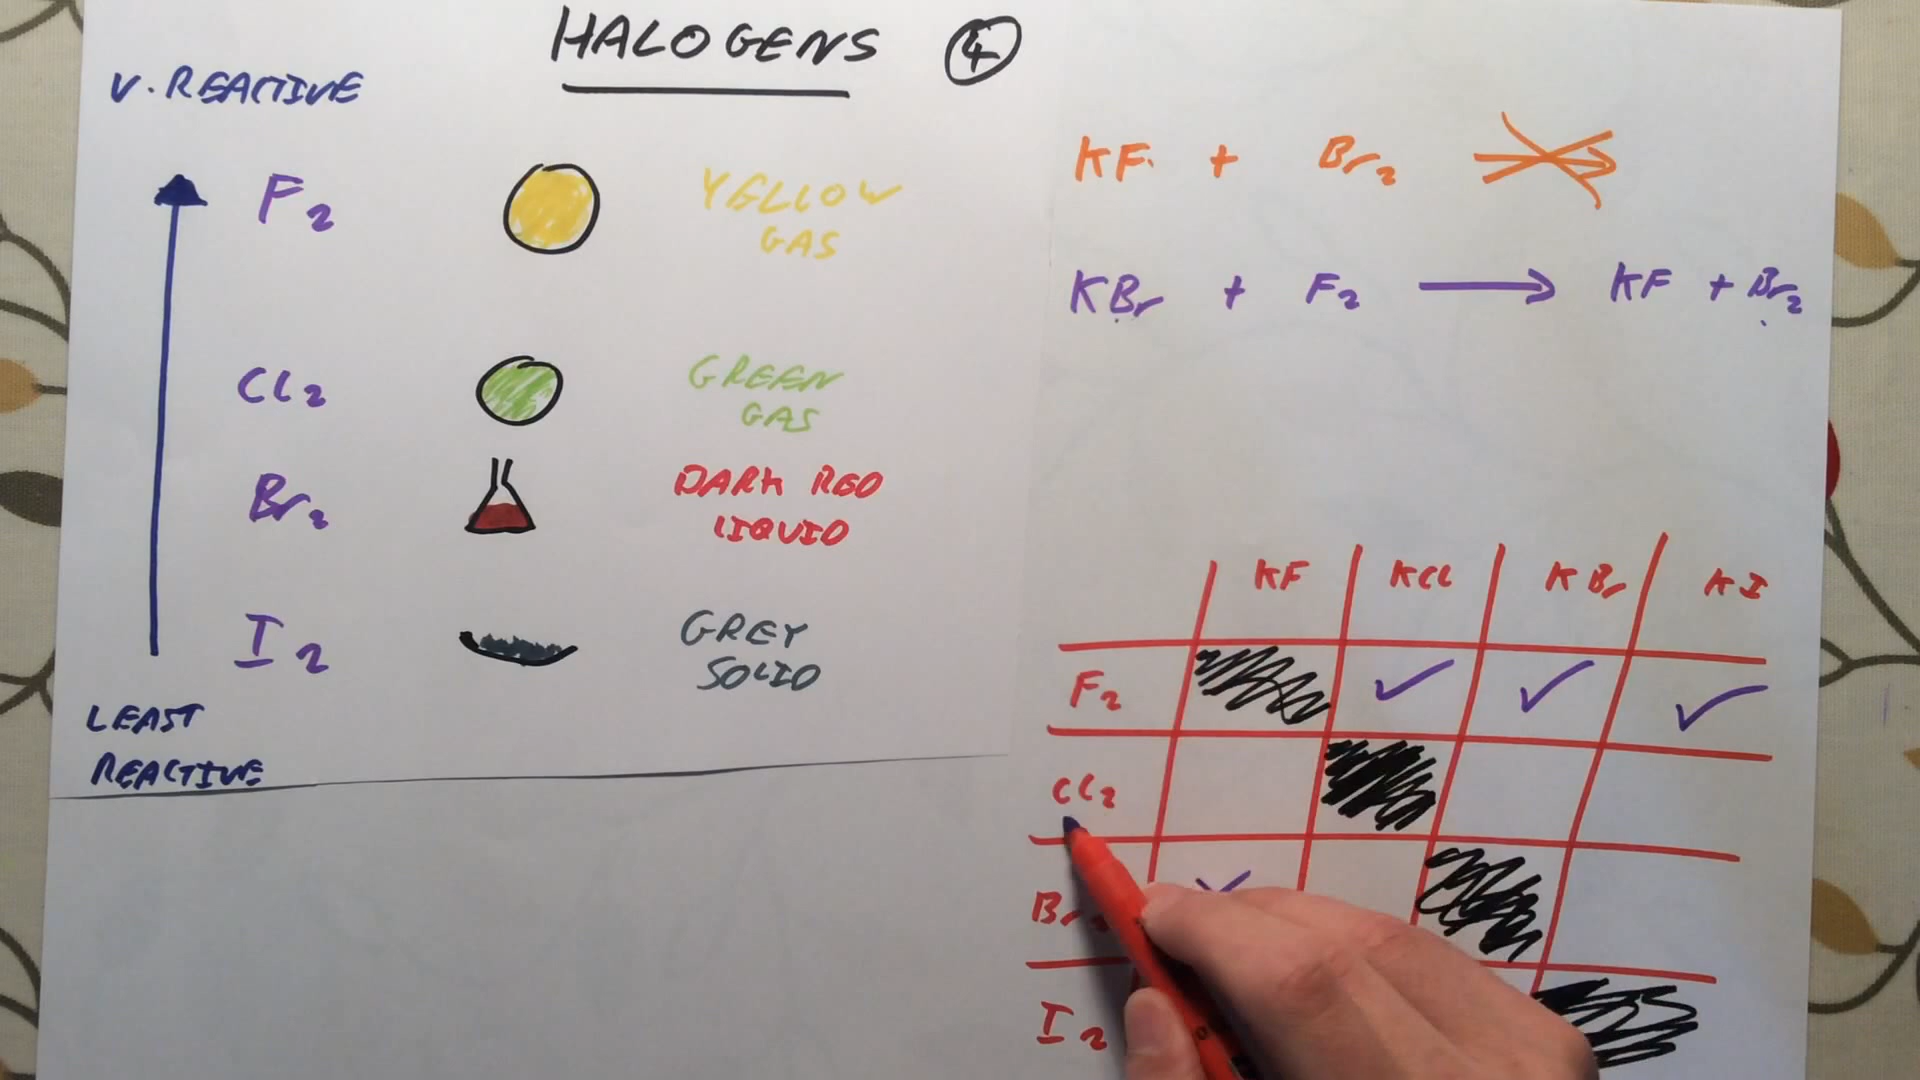 HALOGENS 4
V. REACTIVE
F2 YELLOW
GAS
Cl2 GREEN
GAS
Br2 DARK RED
LIQUID
I2 GREY
SOLID
LEAST
REACTIVE
KF + Br2
KBr + F2 → KF + Br2
KF KCl KBr KI
F2 ✓ ✓ ✓
Cl2
Br2
I2